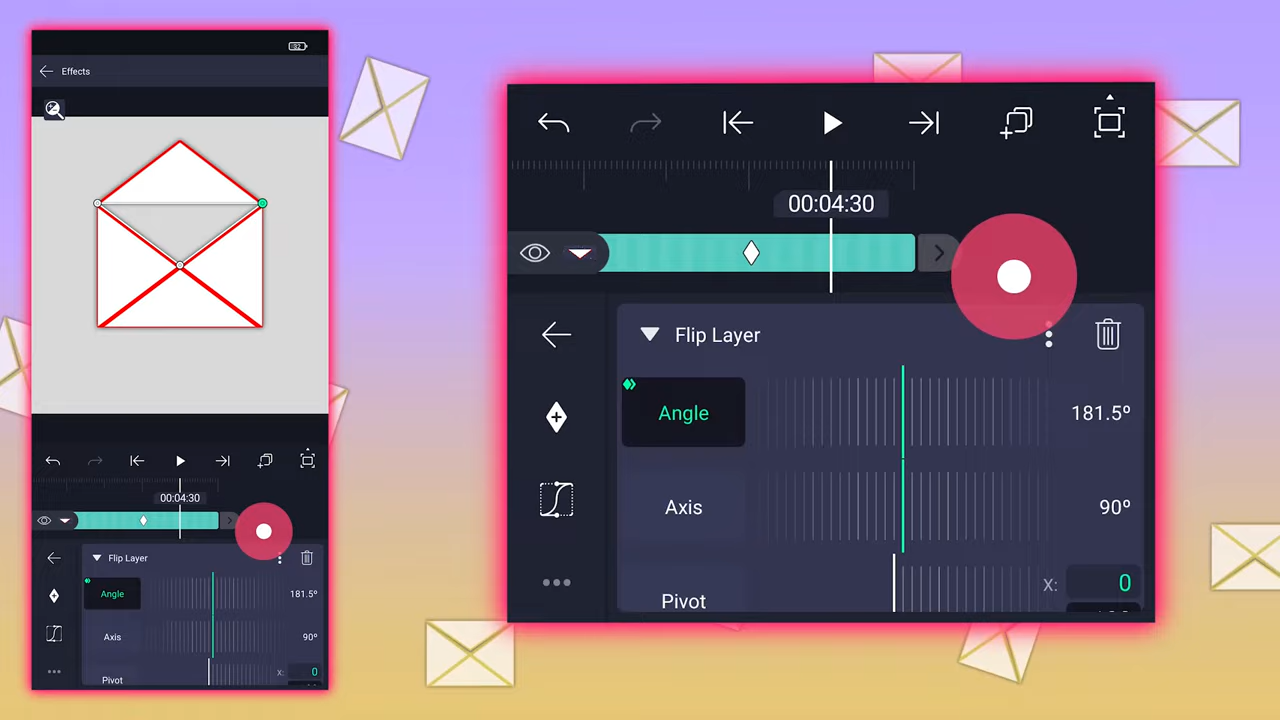 Effects
00:04:30
Flip Layer
Angle
181.5º
Axis
90º
Pivot
X:
0
00:04:30
Flip Layer
Angle
181.5º
Axis
90º
Pivot
X:
0